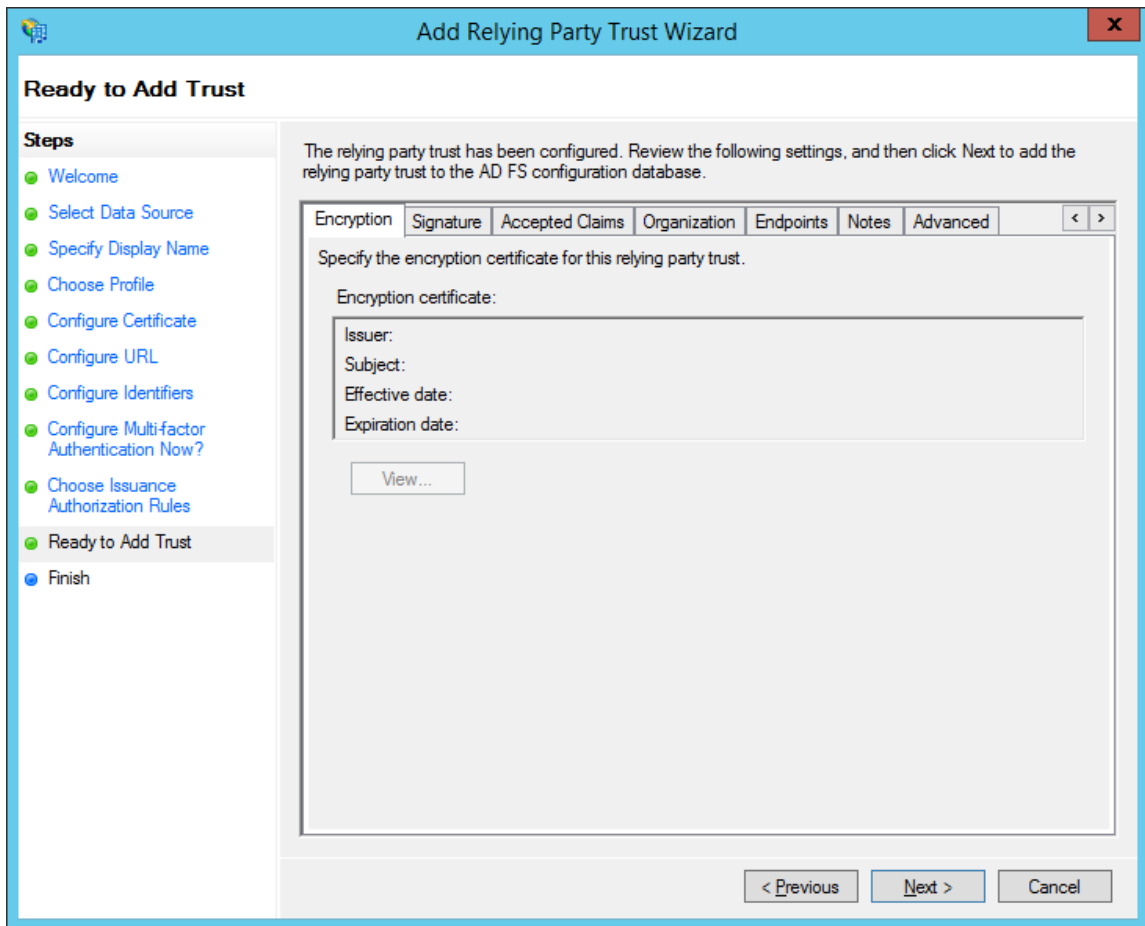 Add Relying Party Trust Wizard
x
Ready to Add Trust
Steps
Welcome
Select Data Source
Specify Display Name
Choose Profile
Configure Certificate
Configure URL
Configure Identifiers
Configure Multi-factor
Authentication Now?
Choose Issuance
Authorization Rules
Ready to Add Trust
Finish
The relying party trust has been configured. Review the following settings, and then click Next to add the
relying party trust to the AD FS configuration database.
Encryption Signature Accepted Claims Organization Endpoints Notes Advanced < >
Specify the encryption certificate for this relying party trust.
Encryption certificate:
Issuer:
Subject:
Effective date:
Expiration date:
View...
< Previous Next > Cancel